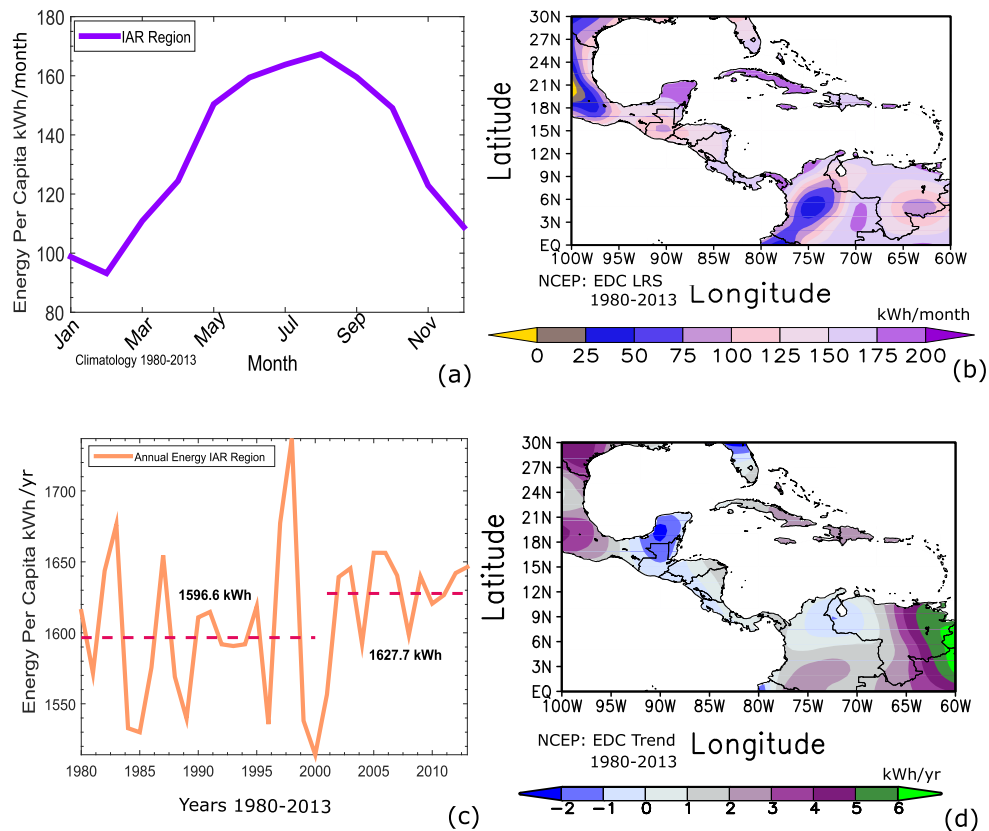 Energy Per Capita kWh/month
180
160
140
120
100
80
IAR Region
Jan
Mar
May
Jul
Sep
Nov
Climatology 1980-2013
Month
(a)
Latitude
30N
27N
24N
21N
18N
15N
12N
9N
6N
3N
EQ
100W 95W 90W 85W 80W 75W 70W 65W 60W
NCEP: EDC LRS
1980-2013
Longitude
kWh/month
0 25 50 75 100 125 150 175 200
(b)
Energy Per Capita kWh/yr
1700
1650
1600
1550
Annual Energy IAR Region
1596.6 kWh
1627.7 kWh
1980 1985 1990 1995 2000 2005 2010
Years 1980-2013
(c)
Latitude
30N
27N
24N
21N
18N
15N
12N
9N
6N
3N
EQ
100W 95W 90W 85W 80W 75W 70W 65W 60W
NCEP: EDC Trend
1980-2013
Longitude
kWh/yr
-2 -1 0 1 2 3 4 5 6
(d)